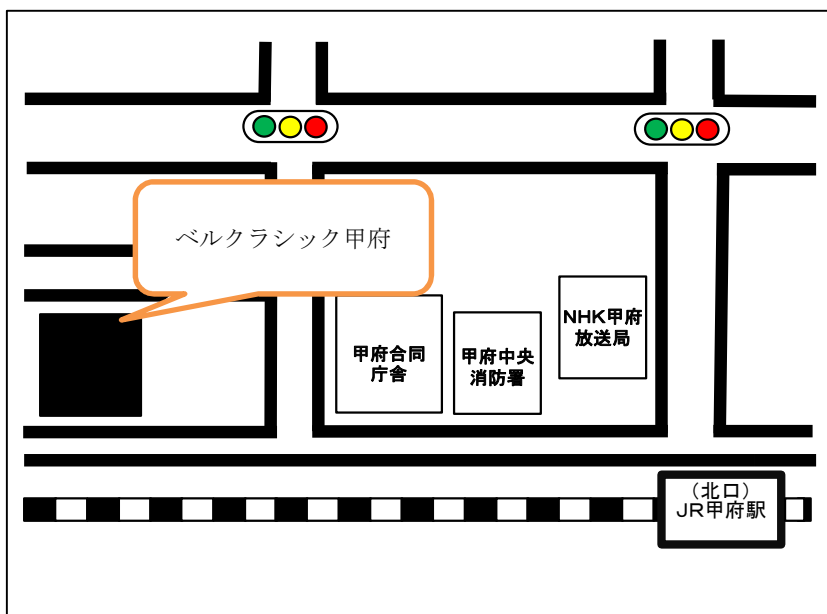 ベルクラシック甲府
NHK甲府
放送局
甲府合同
庁舎
甲府中央
消防署
（北口）
JR甲府駅